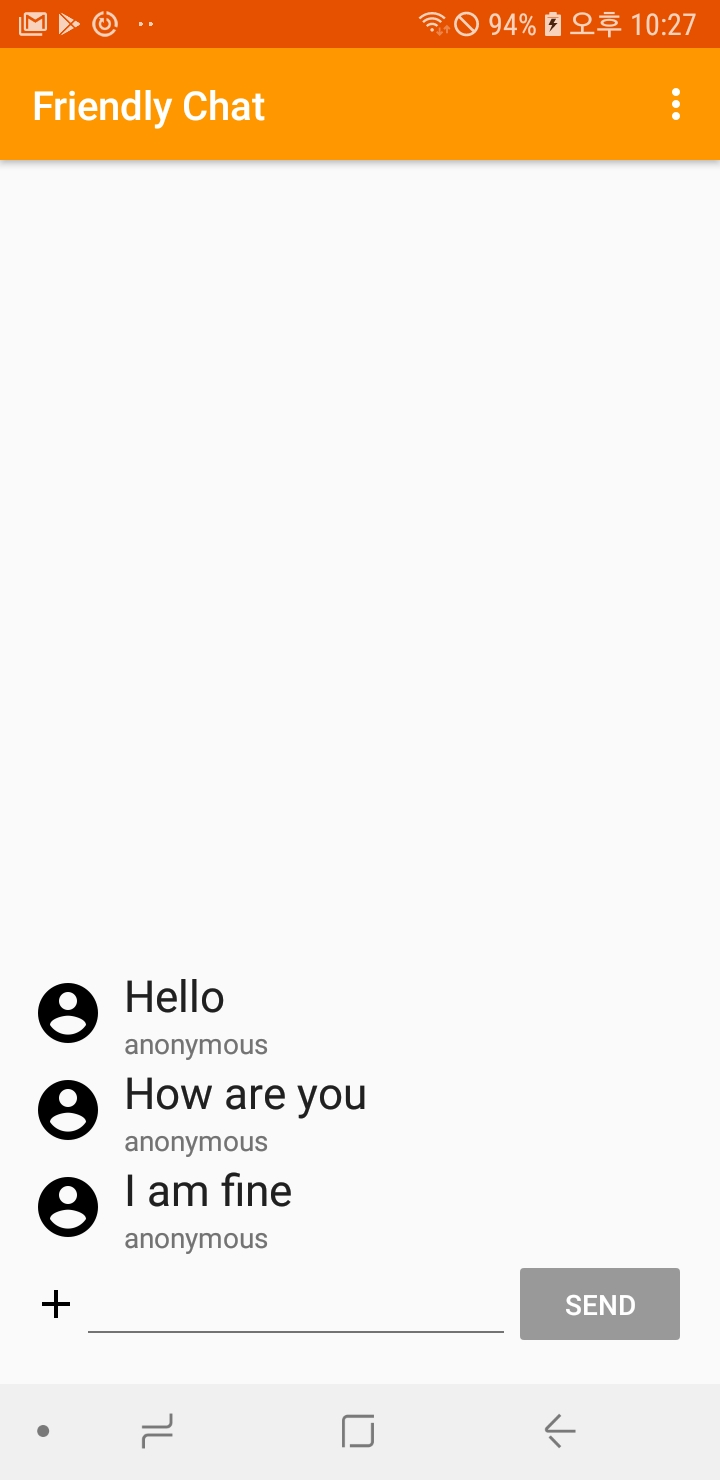 94% 오후 10:27
Friendly Chat
Hello
anonymous
How are you
anonymous
I am fine
anonymous
SEND